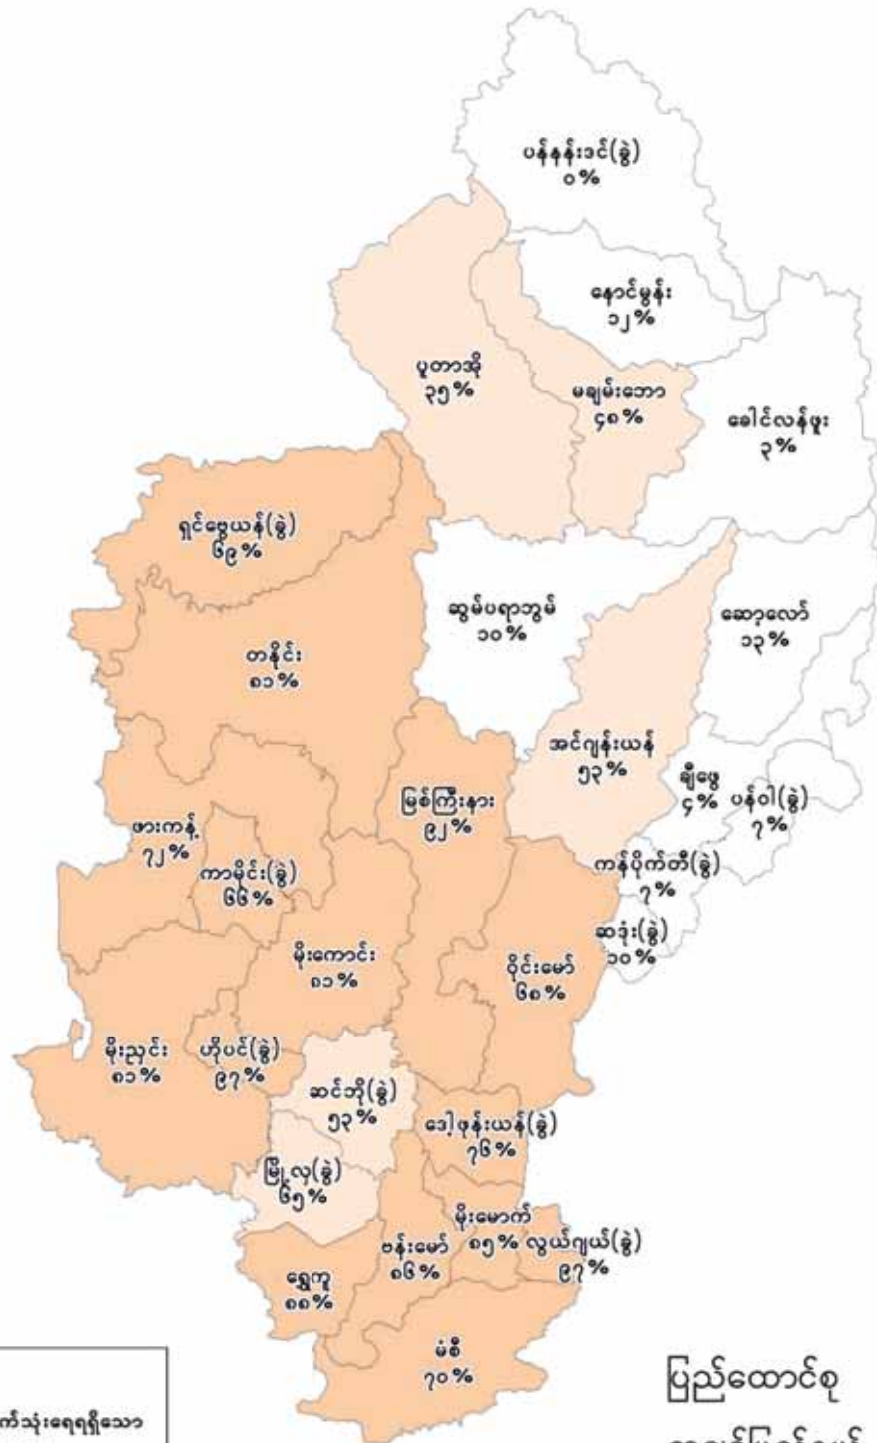 ပန်နန်းဒင်(ခွဲ)
၀%
နောင်မွန်း
၁၂%
ပူတာအို
၃၅%
မချမ်းဘော
၄၈%
ခေါင်လန်ဖူး
၃%
ရှင်ဗွေယန်(ခွဲ)
၆၉%
ဆွမ်ပရာဘွမ်
၁၀%
ဆော့လော်
၁၃%
တနိုင်း
၈၁%
အင်ဂျန်းယန်
၅၃%
ချီဖွေ
၄%
ပန်ဝါ(ခွဲ)
၇%
မြစ်ကြီးနား
၉၂%
ဖားကန့်
၇၂%
ကာမိုင်း(ခွဲ)
၆၆%
ကန်ပိုက်တီ(ခွဲ)
၇%
ဆဒုံး(ခွဲ)
၁၀%
မိုးကောင်း
၈၁%
ဝိုင်းမော်
၆၈%
မိုးညှင်း
၈၁%
ဟိုပင်(ခွဲ)
၉၇%
ဆင်ဘို(ခွဲ)
၅၃%
ဒေါ့ဖုန်းယန်(ခွဲ)
၇၆%
မြို့လှ(ခွဲ)
၆၅%
မိုးမောက်
၈၅%
လွယ်ဂျယ်(ခွဲ)
၉၇%
ဗန်းမော်
၈၆%
ရွှေကူ
၈၈%
မံစီ
၇၀%
ပြည်ထောင်စု
က်သုံးရေရရှိသော